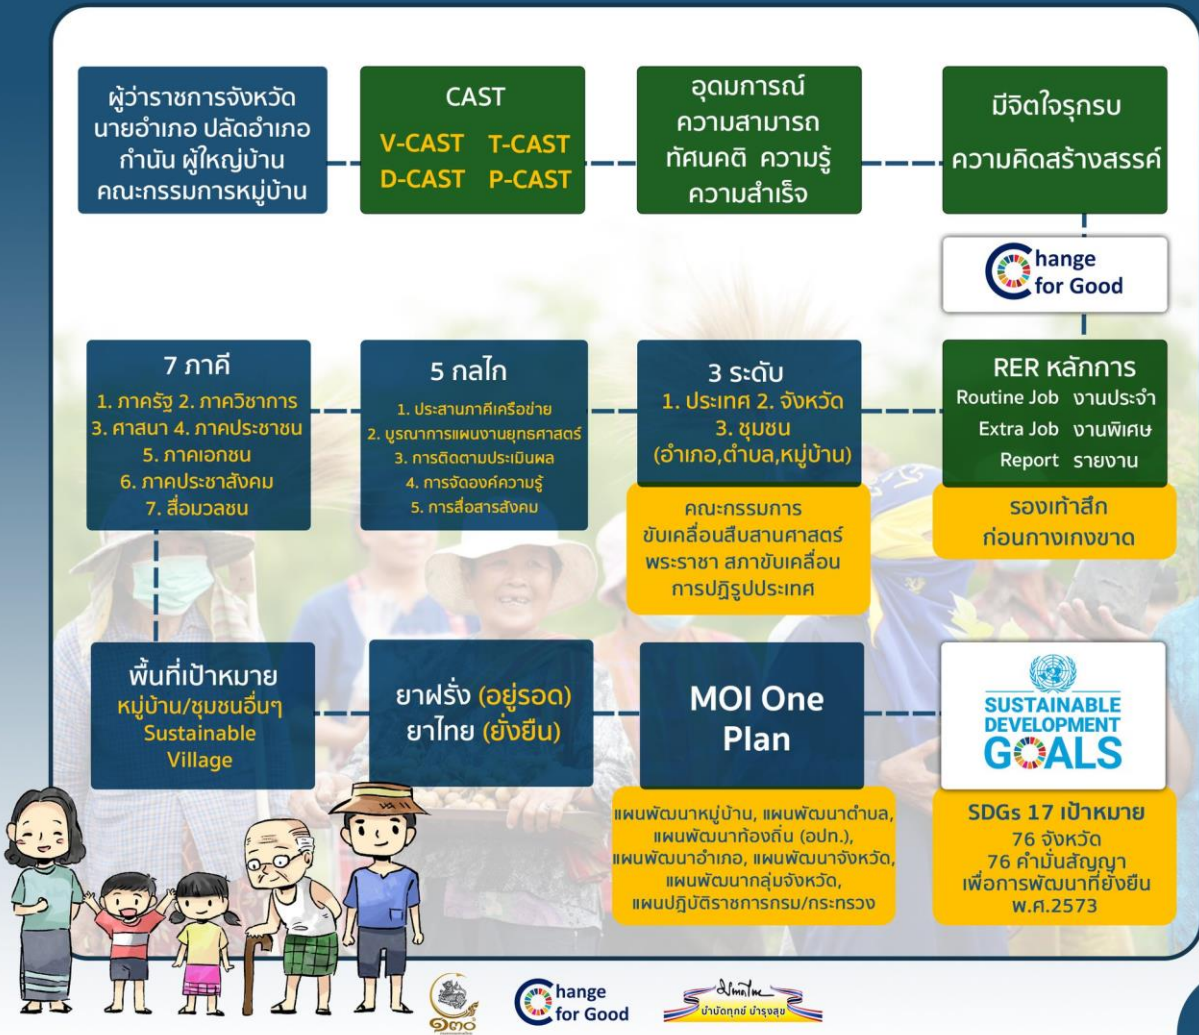 ผู้ว่าราชการจังหวัด
นายอำเภอ ปลัดอำเภอ
กำนัน ผู้ใหญ่บ้าน
คณะกรรมการหมู่บ้าน
CAST
V-CAST T-CAST
D-CAST P-CAST
อุดมการณ์
ความสามารถ
ทัศนคติ ความรู้
ความสำเร็จ
มีจิตใจรุกรบ
ความคิดสร้างสรรค์
Change
for Good
7 ภาคี
1. ภาครัฐ 2. ภาควิชาการ
3. ศาสนา 4. ภาคประชาชน
5. ภาคเอกชน
6. ภาคประชาสังคม
7. สื่อมวลชน
5 กลไก
1. ประสานภาคีเครือข่าย
2. บูรณาการแผนงานยุทธศาสตร์
3. การติดตามประเมินผล
4. การจัดองค์ความรู้
5. การสื่อสารสังคม
3 ระดับ
1. ประเทศ 2. จังหวัด
3. ชุมชน
(อำเภอ,ตำบล,หมู่บ้าน)
คณะกรรมการ
ขับเคลื่อนสืบสานศาสตร์
พระราชา สภาขับเคลื่อน
การปฏิรูปประเทศ
RER หลักการ
Routine Job งานประจำ
Extra Job งานพิเศษ
Report รายงาน
รองเท้าสึก
ก่อนกางเกงขาด
พื้นที่เป้าหมาย
หมู่บ้าน/ชุมชนอื่นๆ
Sustainable
Village
ยาฝรั่ง (อยู่รอด)
ยาไทย (ยั่งยืน)
MOI One
Plan
แผนพัฒนาหมู่บ้าน, แผนพัฒนาตำบล,
แผนพัฒนาท้องถิ่น (อปท.),
แผนพัฒนาอำเภอ, แผนพัฒนาจังหวัด,
แผนพัฒนากลุ่มจังหวัด,
แผนปฏิบัติราชการกรม/กระทรวง
SUSTAINABLE
DEVELOPMENT
GOALS
SDGs 17 เป้าหมาย
76 จังหวัด
76 คำมั่นสัญญา
เพื่อการพัฒนาที่ยั่งยืน
พ.ศ.2573
๑๓๐
Change
for Good
บำบัดทุกข์ บำรุงสุข